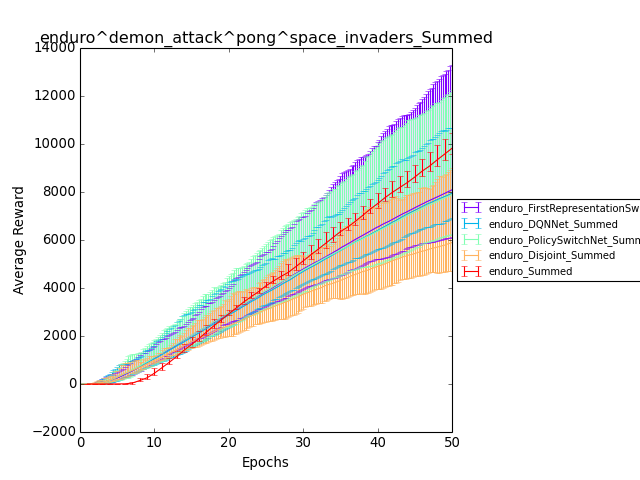 enduro^demon_attack^pong^space_invaders_Summed
14000
12000
10000
8000
6000
4000
2000
0
−2000
0 10 20 30 40 50
Epochs
Average Reward
enduro_FirstRepresentationSw
enduro_DQNNet_Summed
enduro_PolicySwitchNet_Summ
enduro_Disjoint_Summed
enduro_Summed